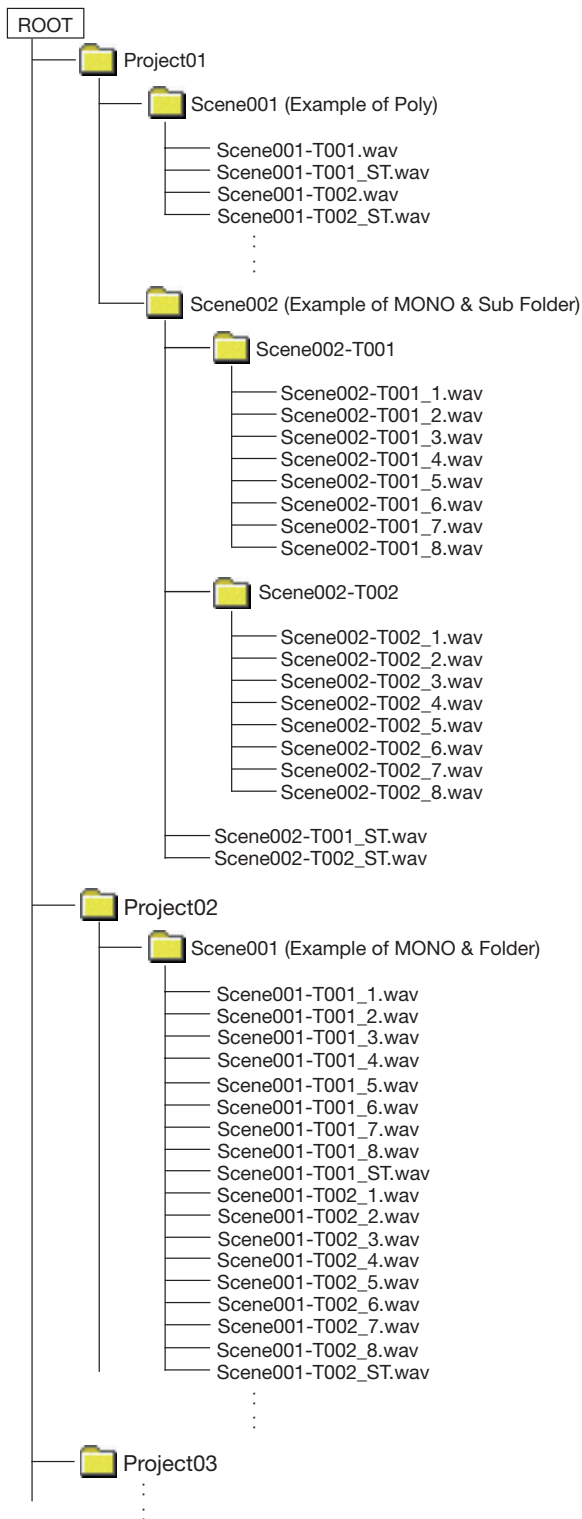 ROOT
Project01
Scene001 (Example of Poly)
Scene001-T001.wav
Scene001-T001_ST.wav
Scene001-T002.wav
Scene001-T002_ST.wav
Scene002 (Example of MONO & Sub Folder)
Scene002-T001
Scene002-T001_1.wav
Scene002-T001_2.wav
Scene002-T001_3.wav
Scene002-T001_4.wav
Scene002-T001_5.wav
Scene002-T001_6.wav
Scene002-T001_7.wav
Scene002-T001_8.wav
Scene002-T002
Scene002-T002_1.wav
Scene002-T002_2.wav
Scene002-T002_3.wav
Scene002-T002_4.wav
Scene002-T002_5.wav
Scene002-T002_6.wav
Scene002-T002_7.wav
Scene002-T002_8.wav
Scene002-T001_ST.wav
Scene002-T002_ST.wav
Project02
Scene001 (Example of MONO & Folder)
Scene001-T001_1.wav
Scene001-T001_2.wav
Scene001-T001_3.wav
Scene001-T001_4.wav
Scene001-T001_5.wav
Scene001-T001_6.wav
Scene001-T001_7.wav
Scene001-T001_8.wav
Scene001-T001_ST.wav
Scene001-T002_1.wav
Scene001-T002_2.wav
Scene001-T002_3.wav
Scene001-T002_4.wav
Scene001-T002_5.wav
Scene001-T002_6.wav
Scene001-T002_7.wav
Scene001-T002_8.wav
Scene001-T002_ST.wav
Project03